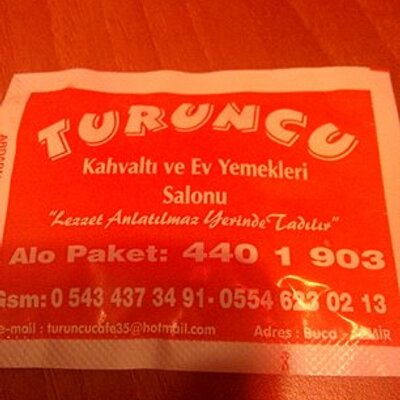 TURUNCU
Kahvaltı ve Ev Yemekleri
Salonu
"Lezzet Anlatılmaz Yerinde Tadılır"
Alo Paket: 440 1 903
Gsm: 0 543 437 34 91- 0554 623 02 13
e-mail : turuncucafe35@hotmail.com Adres : Buca -